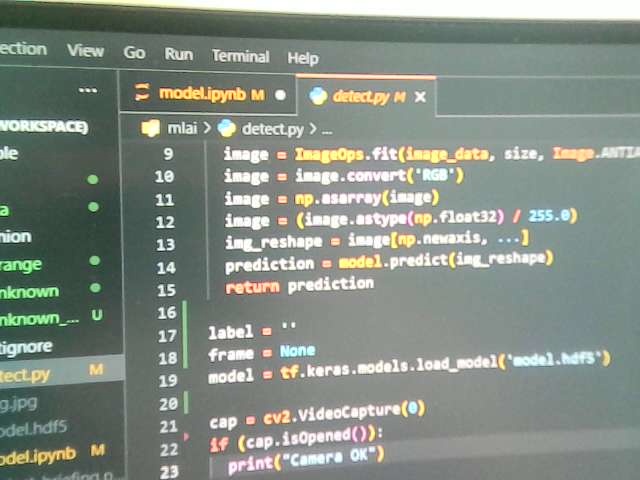 ection View Go Run Terminal Help
...
model.ipynb M
detect.py M ×
WORKSPACE)
mlai > detect.py > ...
9 image = ImageOps.fit(image_data, size, Image.ANTIA
10 image = image.convert('RGB')
11 image = np.asarray(image)
12 image = (image.astype(np.float32) / 255.0)
13 img_reshape = image[np.newaxis, ...]
14 prediction = model.predict(img_reshape)
15 return prediction
16
17 label = ''
18 frame = None
19 model = tf.keras.models.load_model('model.hdf5')
20
21 cap = cv2.VideoCapture(0)
22 if (cap.isOpened()):
23 print("Camera OK")
ole
a
nion
range
nknown
nknown_... U
tignore
tect.py M
g.jpg
odel.hdf5
odel.ipynb M